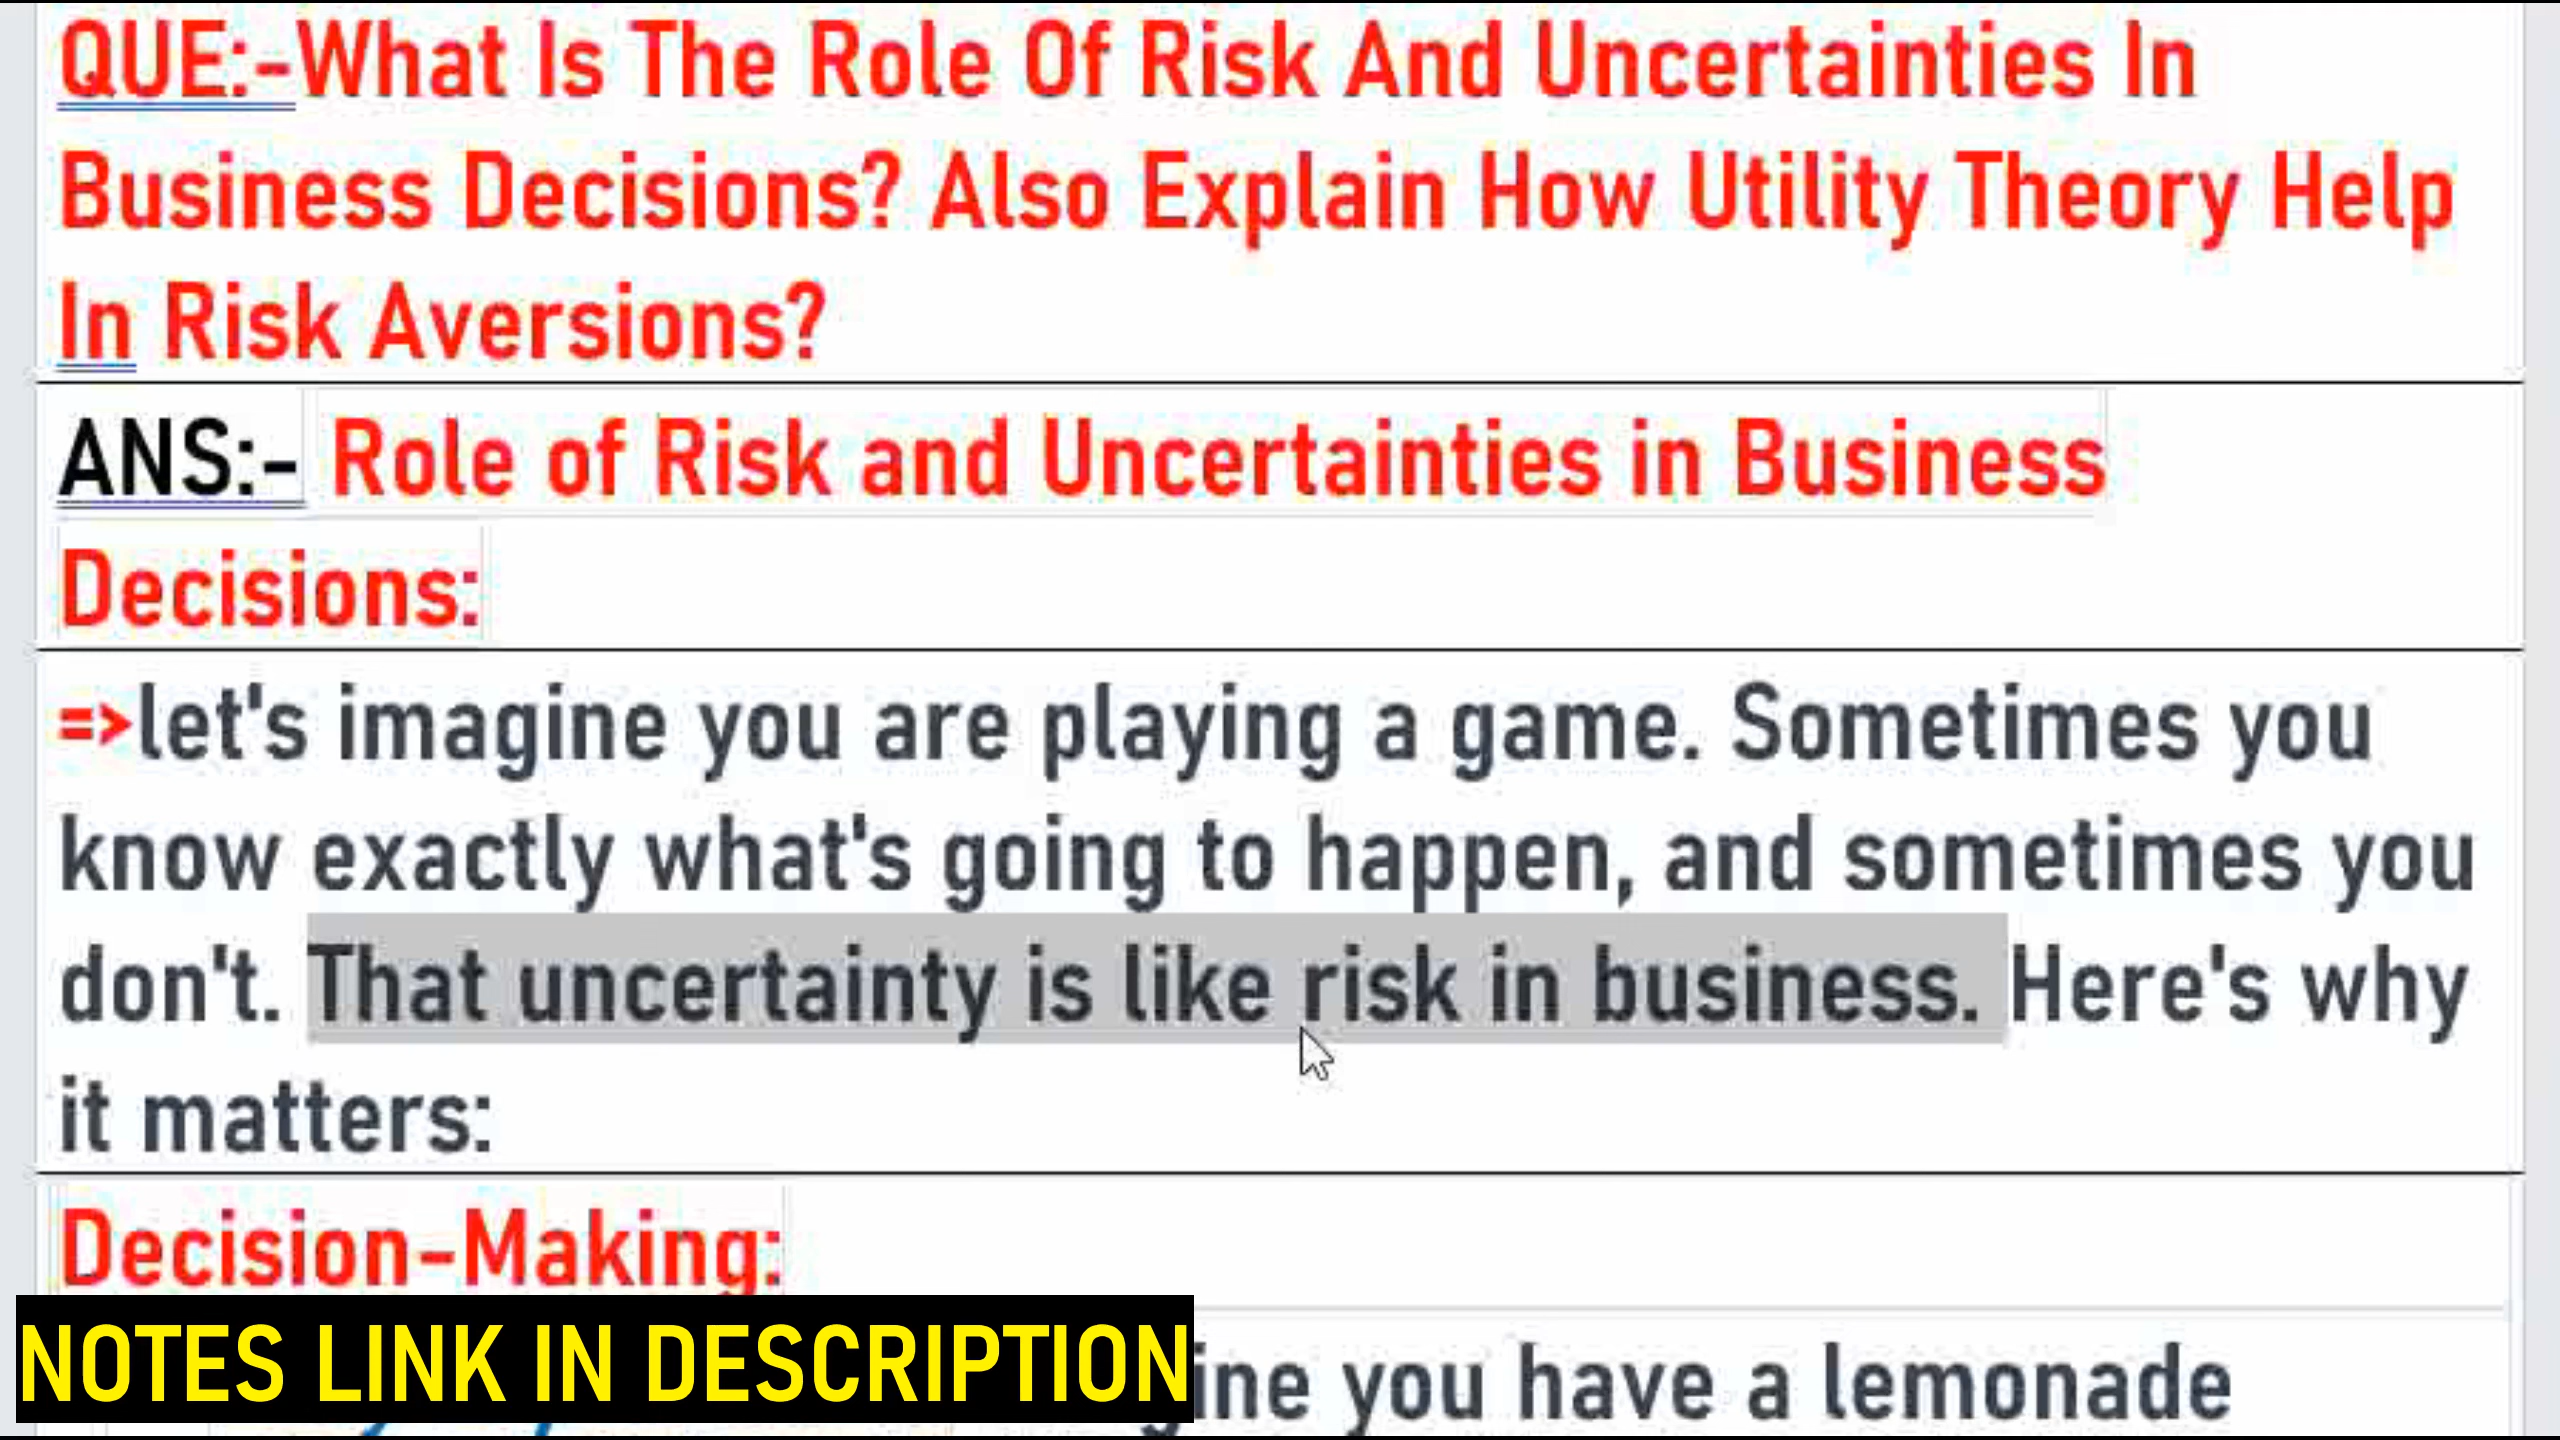 QUE:-What Is The Role Of Risk And Uncertainties In
Business Decisions? Also Explain How Utility Theory Help
In Risk Aversions?
ANS:- Role of Risk and Uncertainties in Business
Decisions:
=>let's imagine you are playing a game. Sometimes you
know exactly what's going to happen, and sometimes you
don't. That uncertainty is like risk in business. Here's why
it matters:
Decision-Making:
you have a lemonade
NOTES LINK IN DESCRIPTION